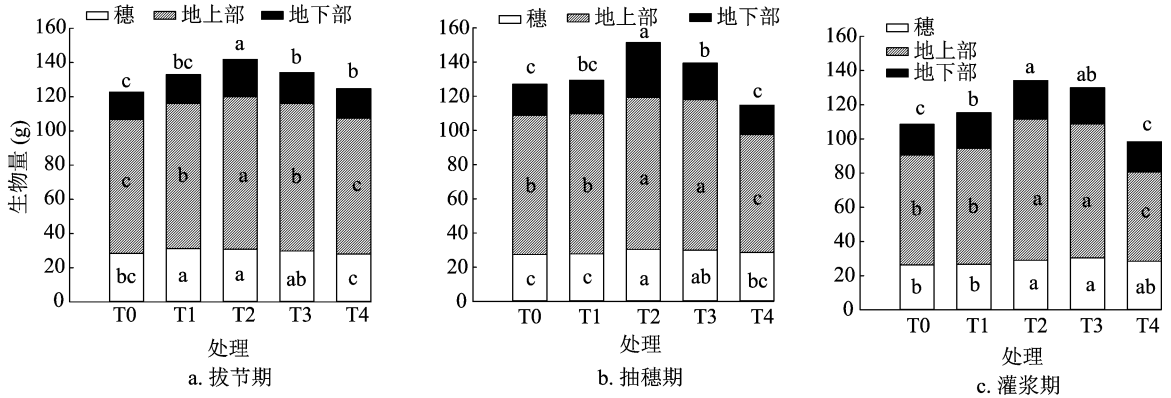 穗 地上部 地下部
160
140
120
100
80
60
40
20
0
生物量 (g)
c bc a b b
c b a b c
bc a a ab c
T0 T1 T2 T3 T4
处理
a. 拔节期
穗 地上部 地下部
160
140
120
100
80
60
40
20
0
c bc a b c
b b a a c
c c a ab bc
T0 T1 T2 T3 T4
处理
b. 抽穗期
穗
地上部
地下部
160
140
120
100
80
60
40
20
0
c b a ab c
b b a a c
b b a a ab
T0 T1 T2 T3 T4
处理
c. 灌浆期